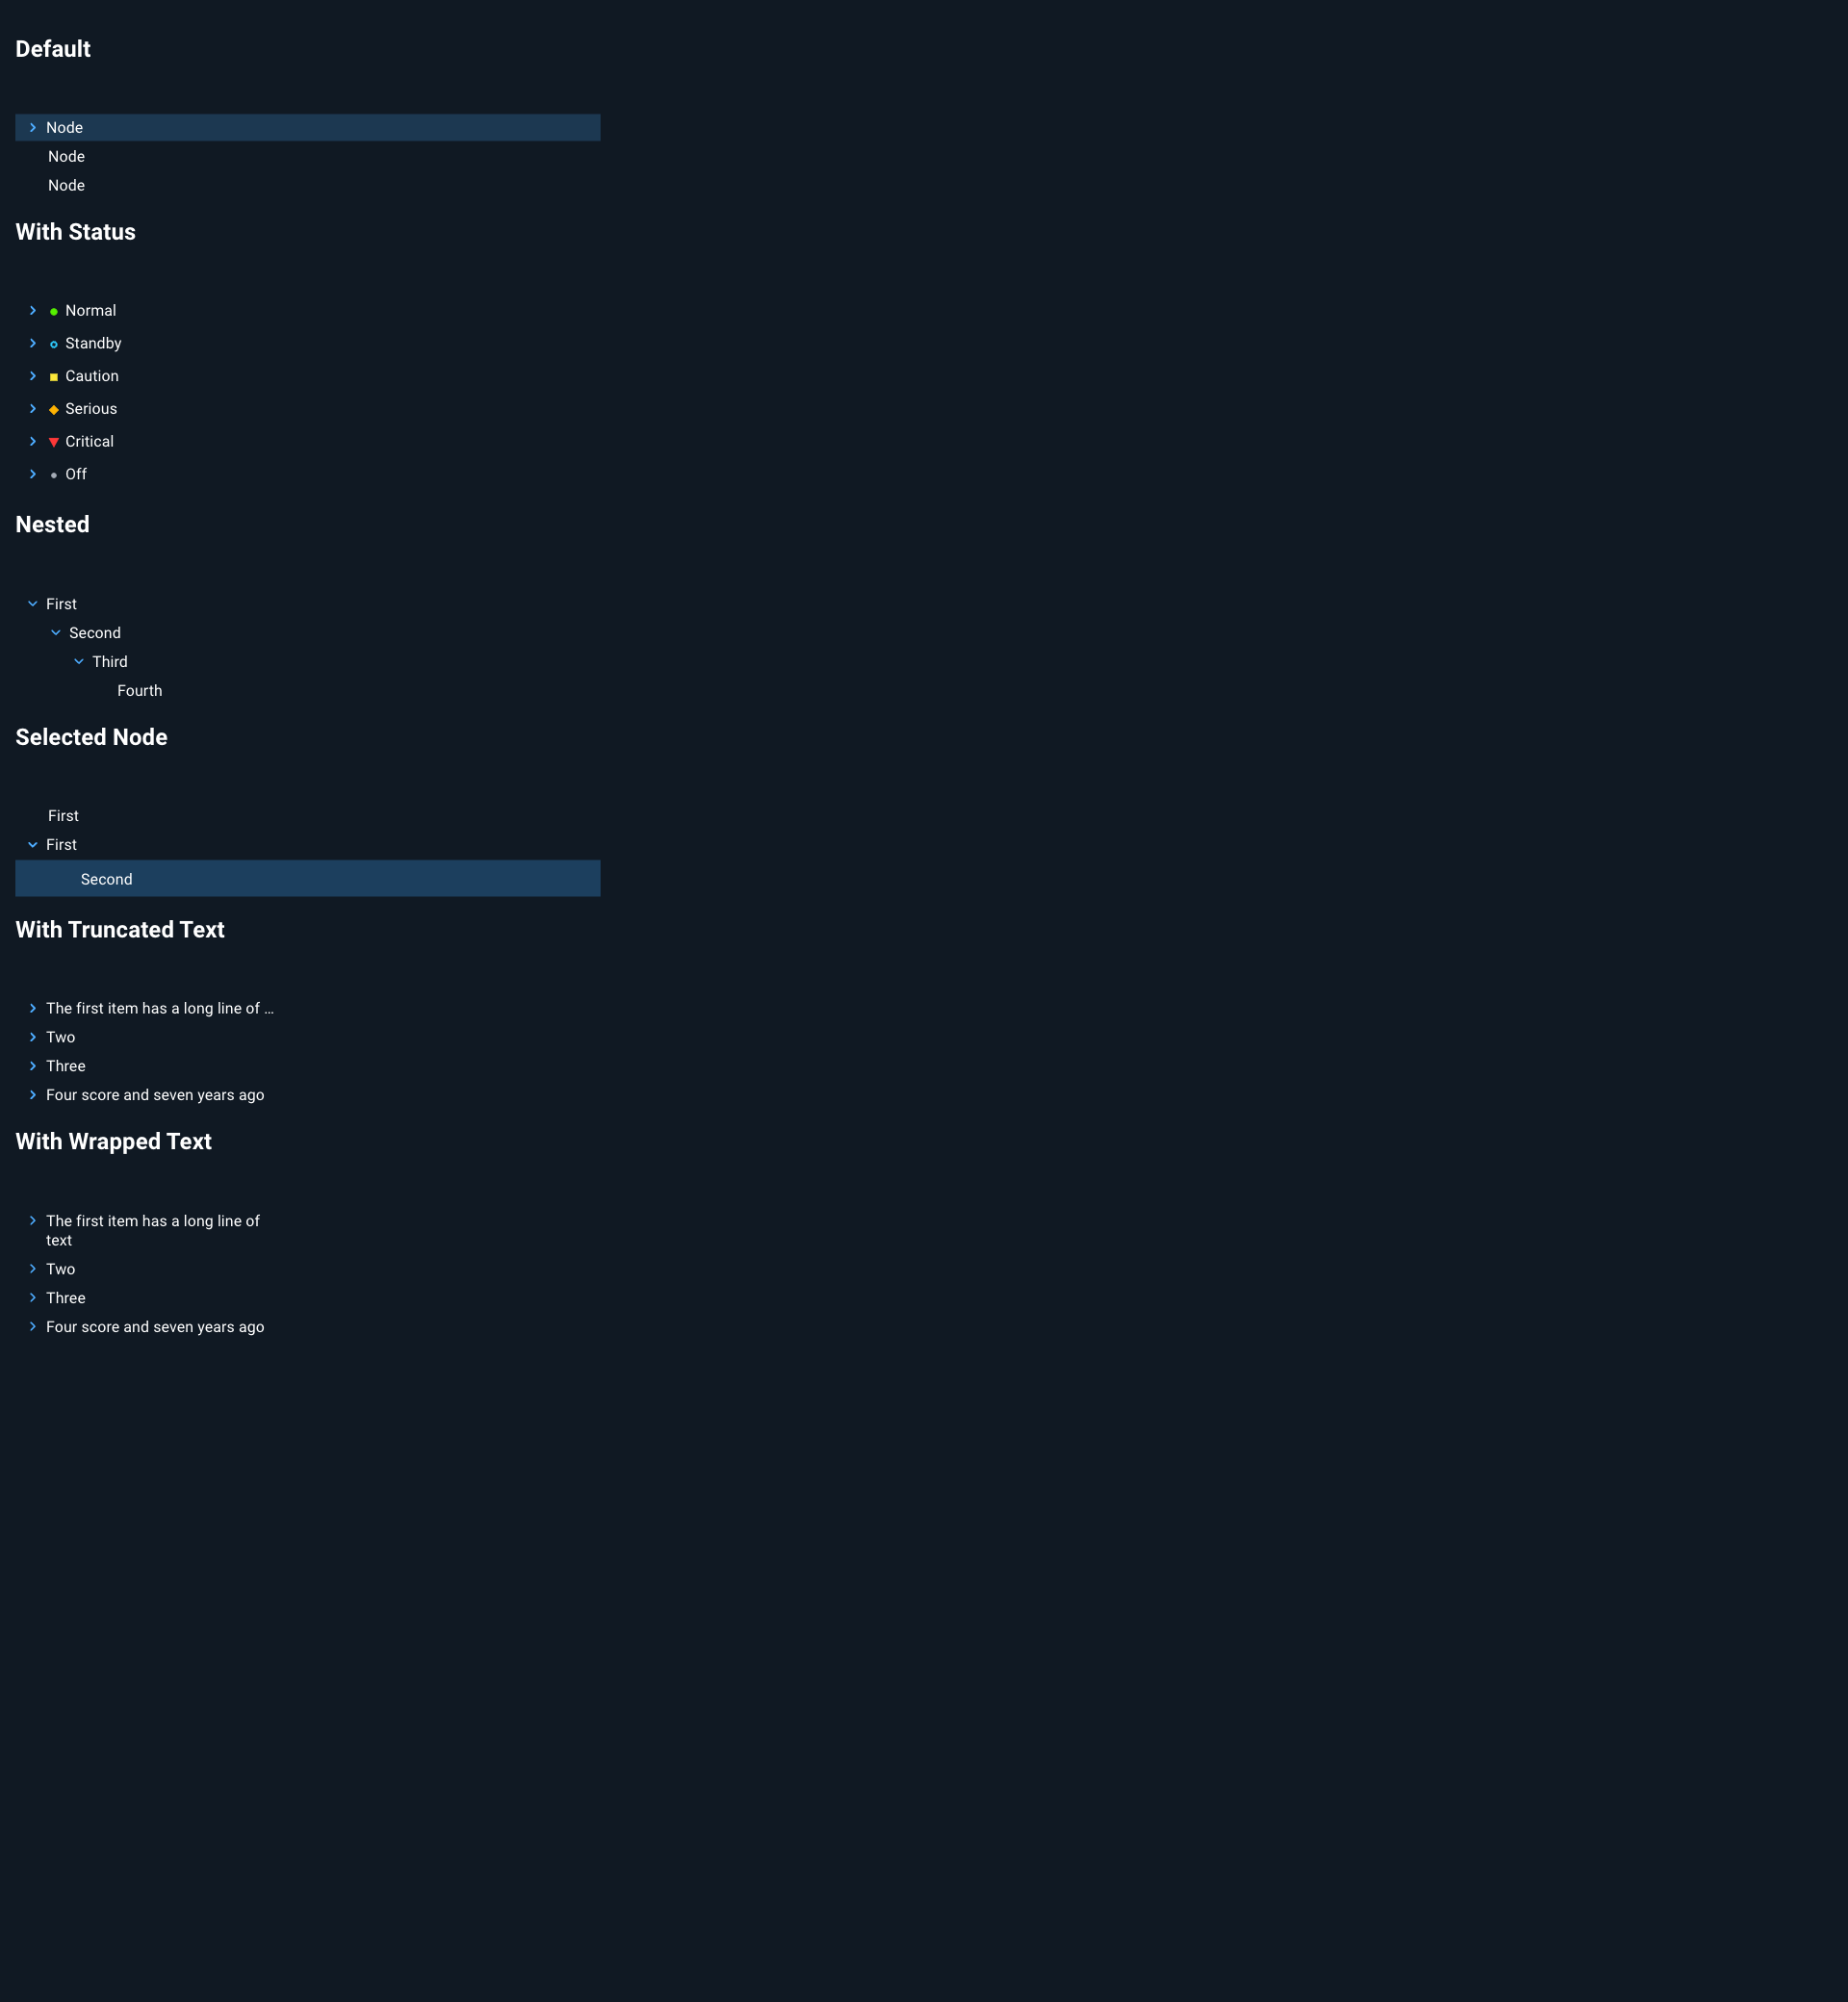 Default
Node
Node
Node
With Status
Normal
Standby
Caution
Serious
Critical
Off
Nested
First
Second
Third
Fourth
Selected Node
First
First
Second
With Truncated Text
The first item has a long line of ...
Two
Three
Four score and seven years ago
With Wrapped Text
The first item has a long line of
text
Two
Three
Four score and seven years ago